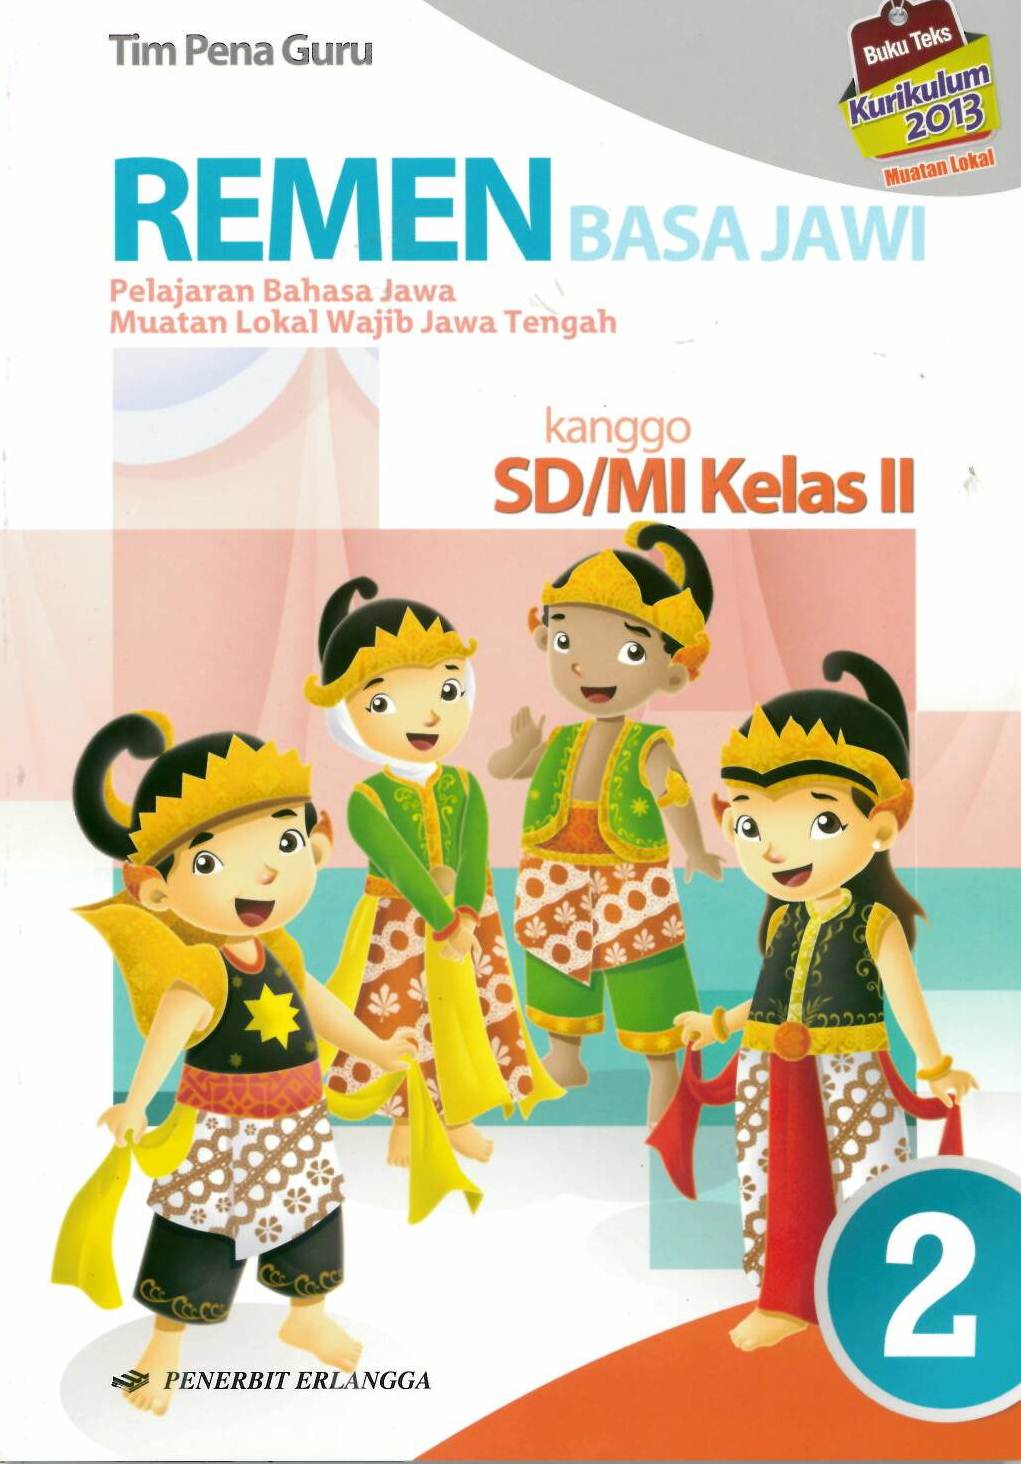 Tim Pena Guru
Buku Teks
Kurikulum
2013
Muatan Lokal
REMEN BASA JAWI
Pelajaran Bahasa Jawa
Muatan Lokal Wajib Jawa Tengah
kanggo
SD/MI Kelas II
2
PENERBIT ERLANGGA